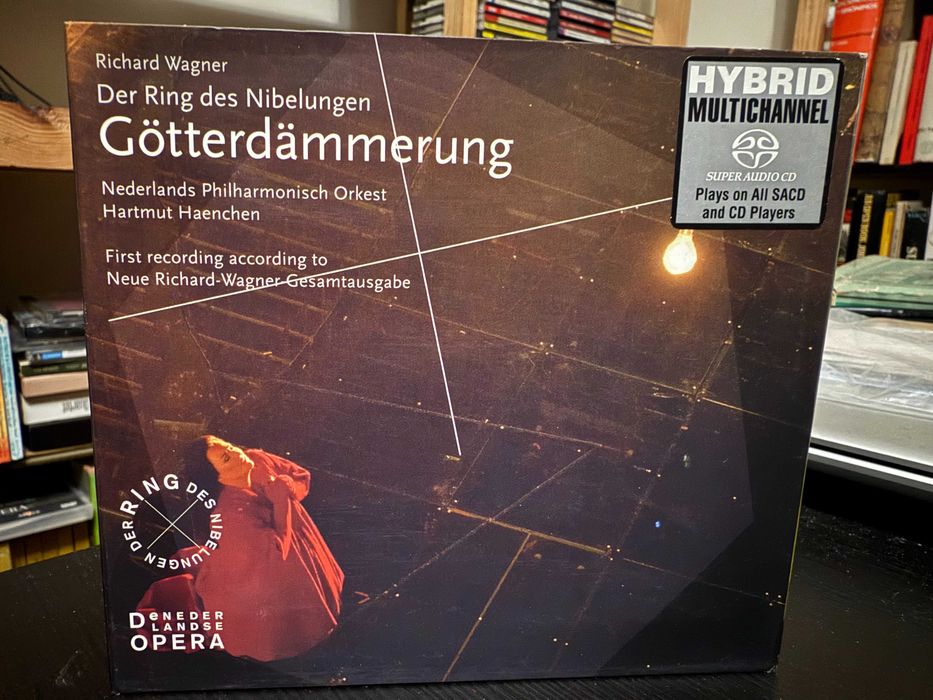 Richard Wagner
Der Ring des Nibelungen
Götterdämmerung
Nederlands Philharmonisch Orkest
Hartmut Haenchen
First recording according to
Neue Richard-Wagner-Gesamtausgabe
HYBRID
MULTICHANNEL
SUPER AUDIO CD
Plays on All SACD
and CD Players
DER RING DES NIBELUNGEN
De NEDER
LANDSE
OPERA